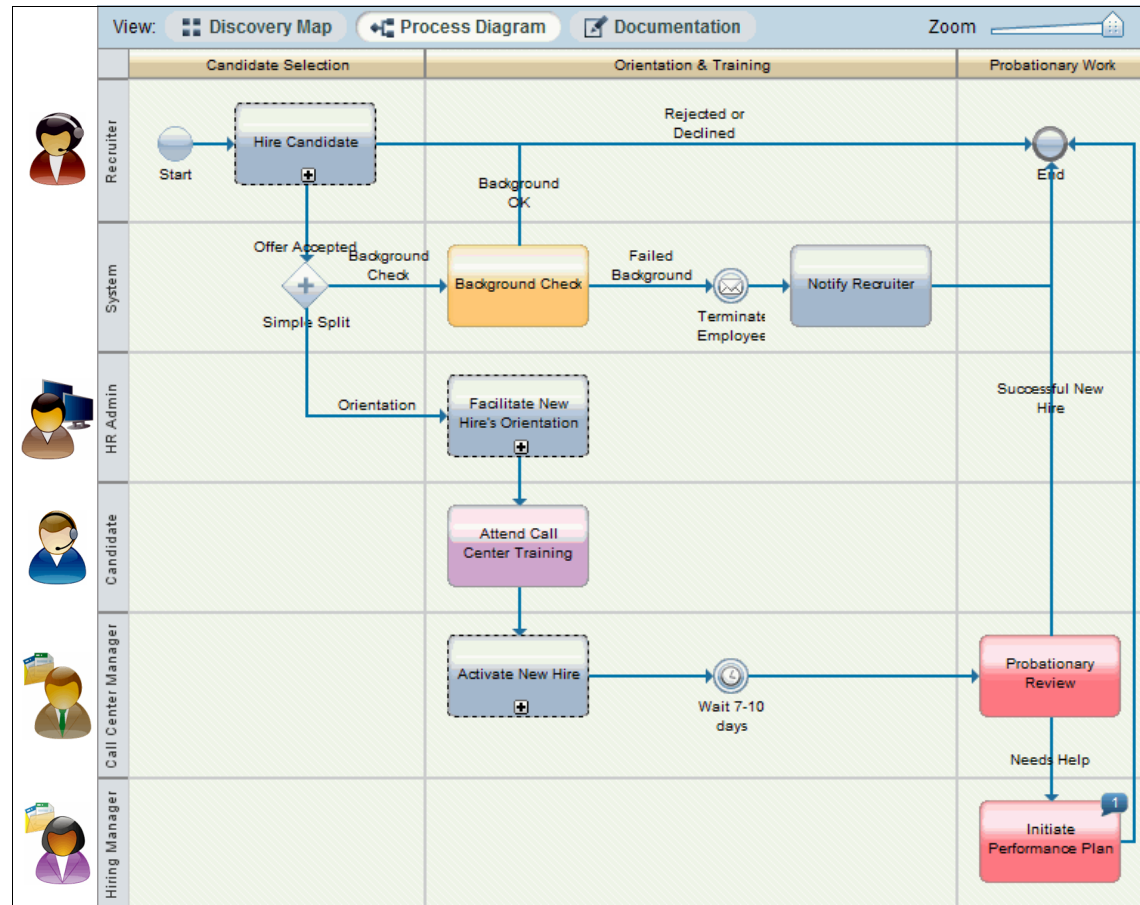 View:
Discovery Map
Process Diagram
Documentation
Zoom
Candidate Selection
Orientation & Training
Probationary Work
Recruiter
Start
Hire Candidate
Rejected or
Declined
End
Background
OK
System
Offer Accepted
Background
Check
Simple Split
Background Check
Failed
Background
Terminate
Employee
Notify Recruiter
HR Admin
Orientation
Facilitate New
Hire's Orientation
Successful New
Hire
Candidate
Attend Call
Center Training
Call Center Manager
Activate New Hire
Wait 7-10
days
Probationary
Review
Needs Help
Hiring Manager
1
Initiate
Performance Plan